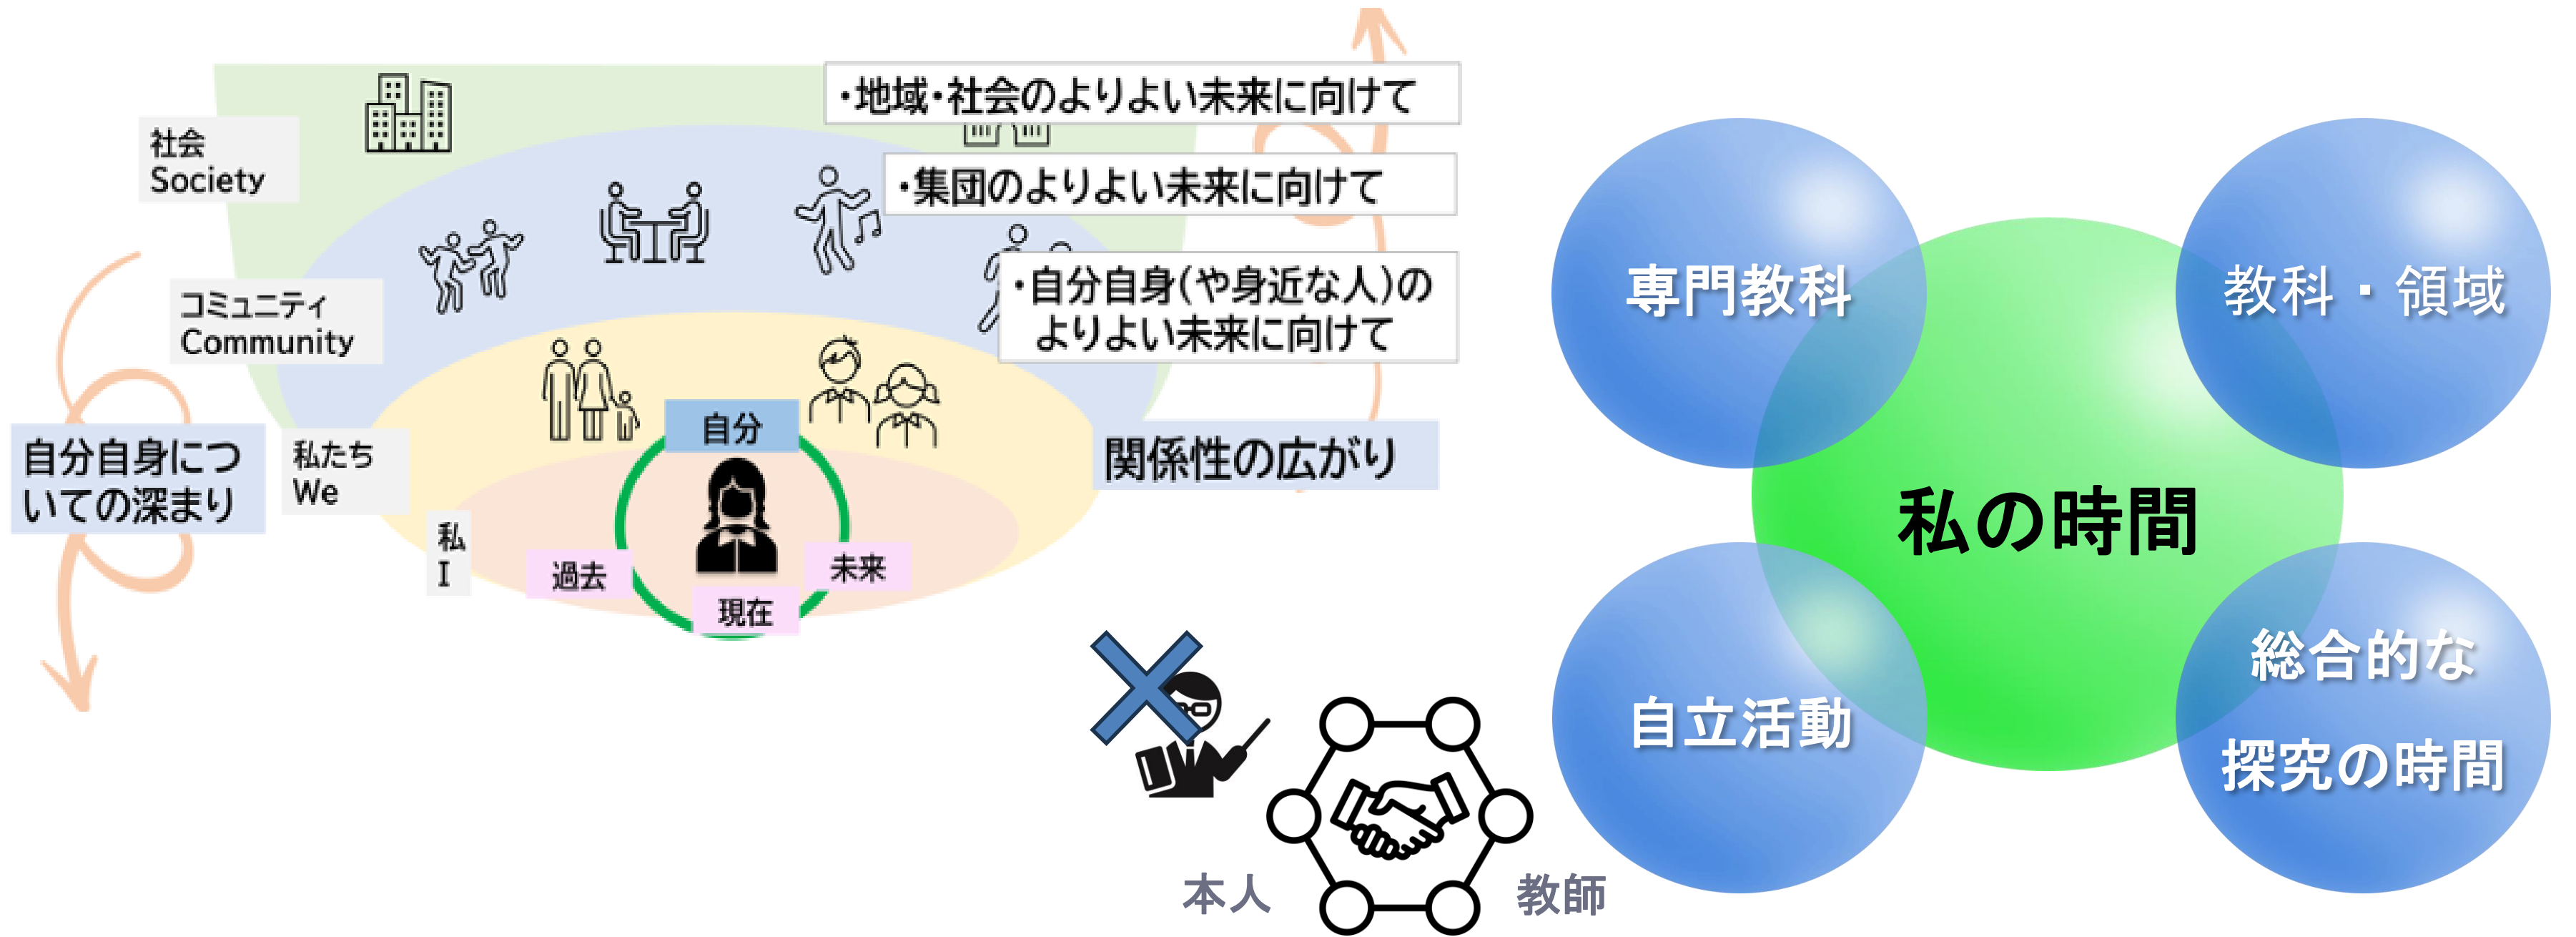 ・地域・社会のよりよい未来に向けて
社会
Society
・集団のよりよい未来に向けて
コミュニティ
Community
・自分自身(や身近な人)の
よりよい未来に向けて
自分自身につ
いての深まり
私たち
We
自分
関係性の広がり
私
I
過去
現在
未来
本人
教師
専門教科
教科・領域
私の時間
自立活動
総合的な
探究の時間